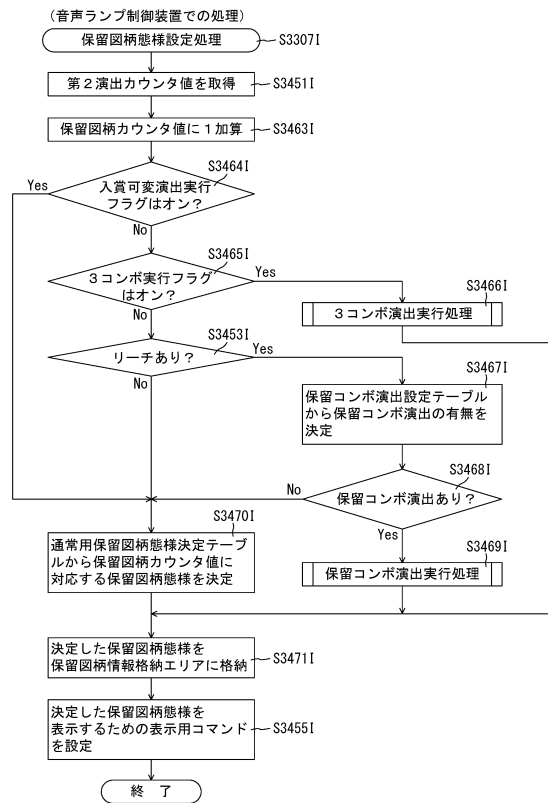 （音声ランプ制御装置での処理）
保留図柄態様設定処理
S3307I
第２演出カウンタ値を取得
S3451I
保留図柄カウンタ値に１加算
S3463I
S3464I
Yes
入賞可変演出実行
フラグはオン？
No
S3465I
３コンボ実行フラグ
はオン？
Yes
S3466I
３コンボ演出実行処理
No
S3453I
リーチあり？
Yes
No
S3467I
保留コンボ演出設定テーブル
から保留コンボ演出の有無を
決定
S3468I
No
保留コンボ演出あり？
Yes
S3470I
通常用保留図柄態様決定テーブ
ルから保留図柄カウンタ値に
対応する保留図柄態様を決定
S3469I
保留コンボ演出実行処理
決定した保留図柄態様を
保留図柄情報格納エリアに格納
S3471I
決定した保留図柄態様を
表示するための表示用コマンド
を設定
S3455I
終　了